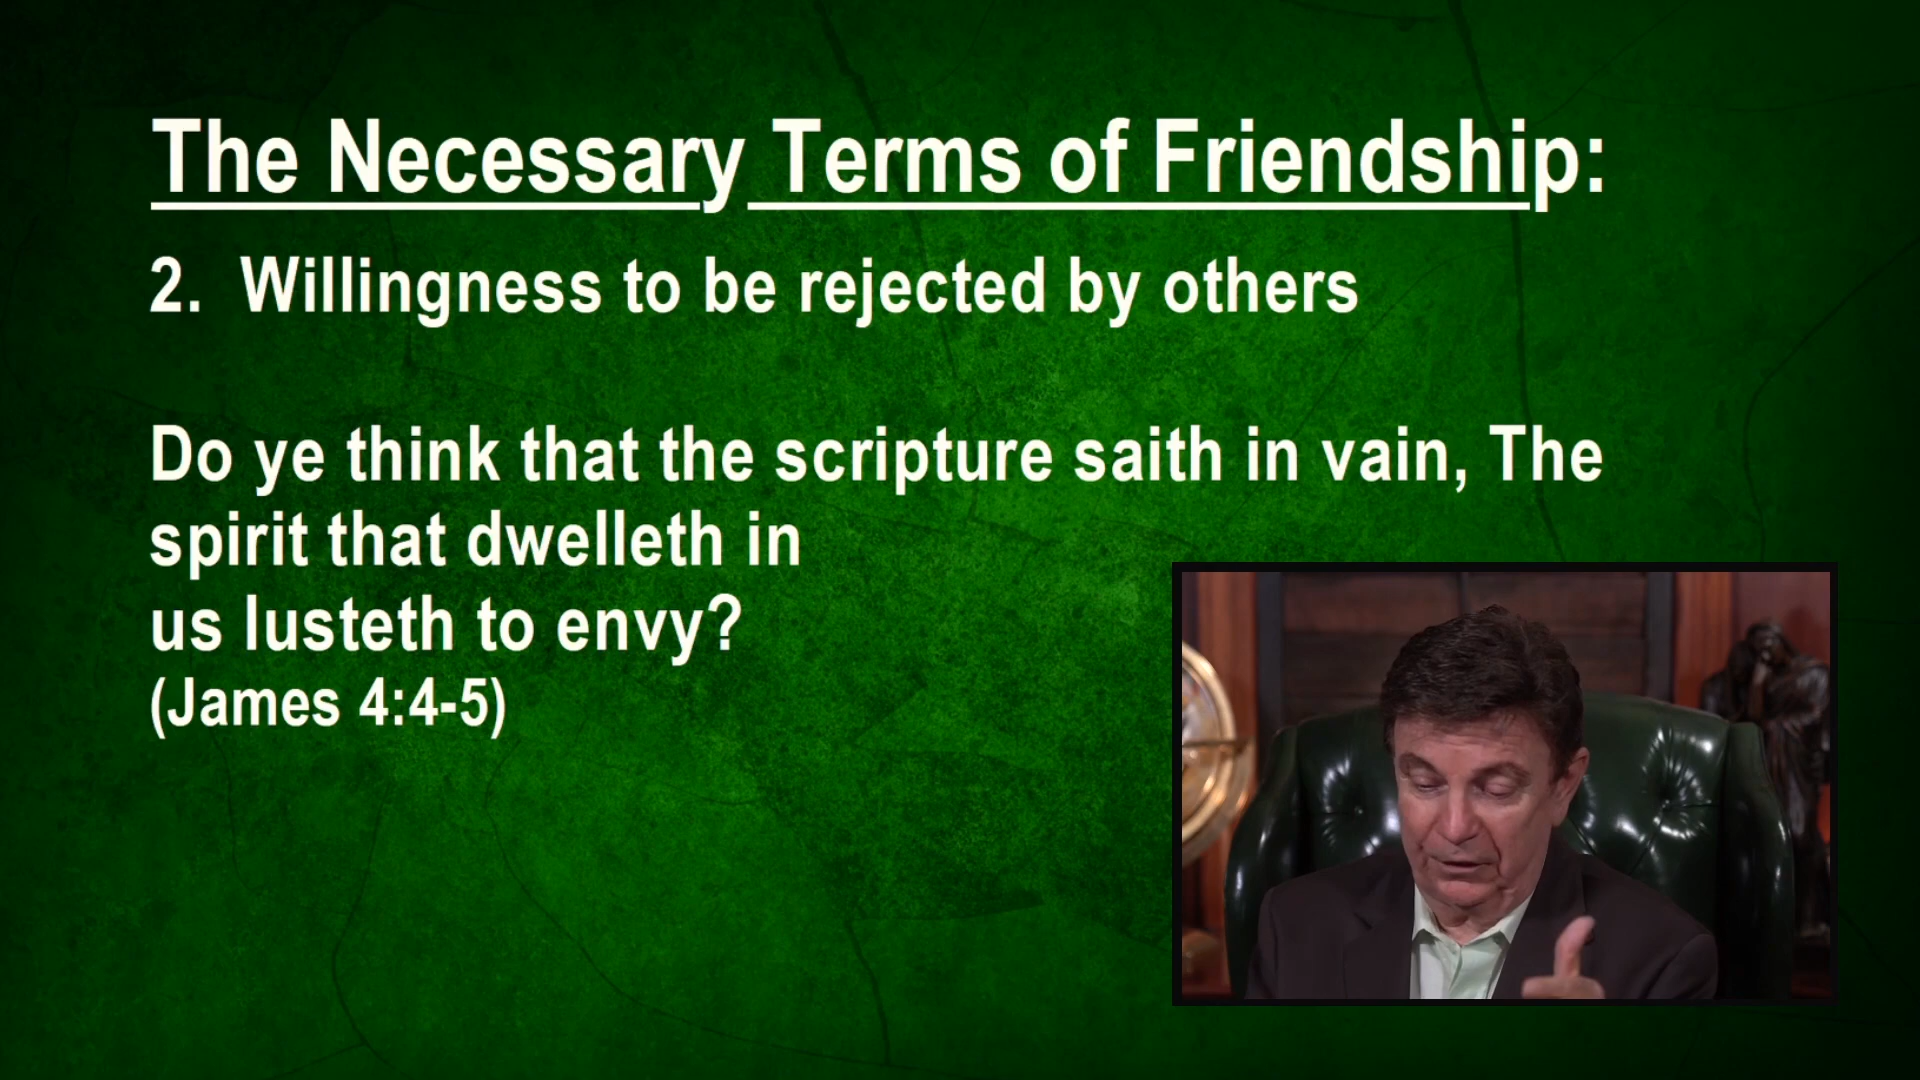 The Necessary Terms of Friendship:
2. Willingness to be rejected by others
Do ye think that the scripture saith in vain, The
spirit that dwelleth in
us lusteth to envy?
(James 4:4-5)